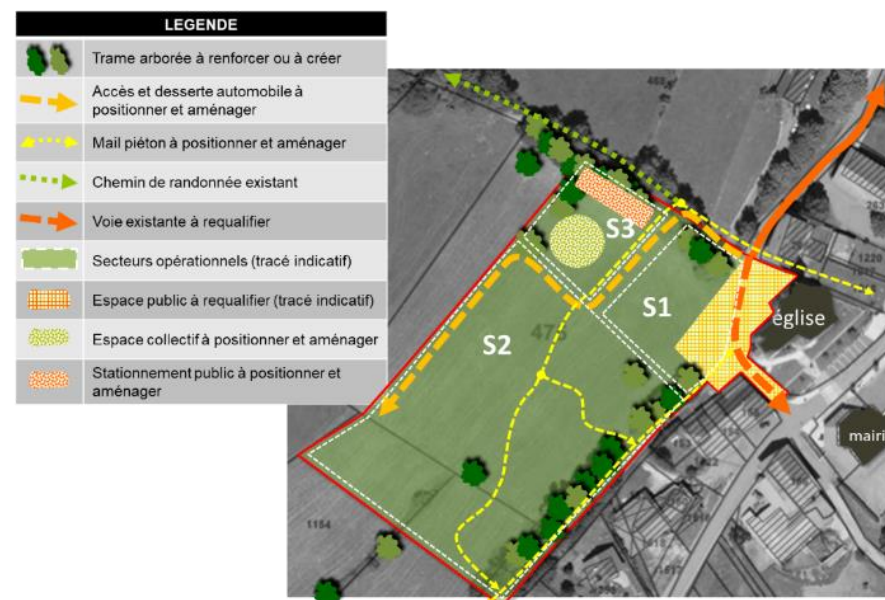 LEGENDE
Trame arborée à renforcer ou à créer
Accès et desserte automobile à
positionner et aménager
Mail piéton à positionner et aménager
Chemin de randonnée existant
Voie existante à requalifier
Secteurs opérationnels (tracé indicatif)
Espace public à requalifier (tracé indicatif)
Espace collectif à positionner et aménager
Stationnement public à positionner et
aménager
S3
S1
S2
église
mairi
1220
1184